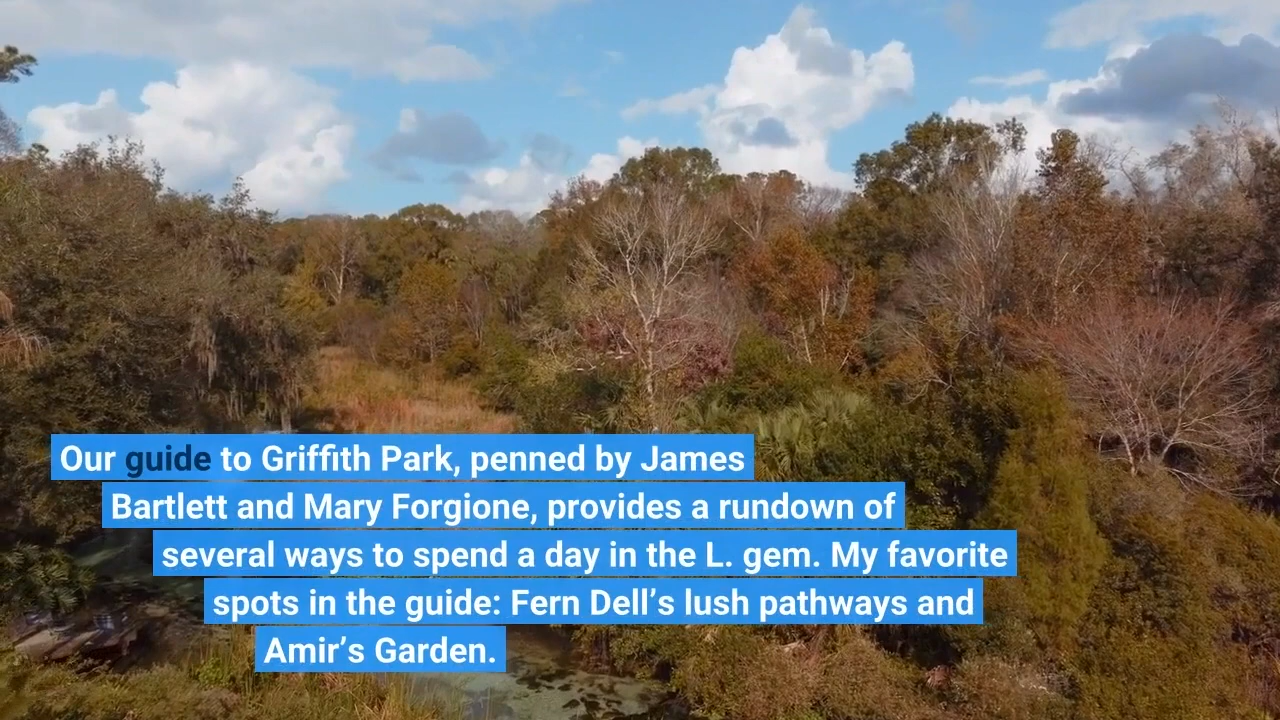 Our guide to Griffith Park, penned by James
Bartlett and Mary Forgione, provides a rundown of
several ways to spend a day in the L. gem. My favorite
spots in the guide: Fern Dell’s lush pathways and
Amir’s Garden.